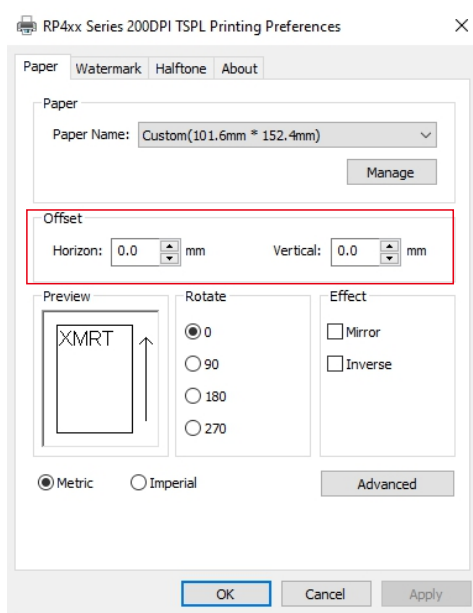 RP4xx Series 200DPI TSPL Printing Preferences
Paper Watermark Halftone About
Paper
Paper Name: Custom(101.6mm * 152.4mm)
Manage
Offset
Horizon: 0.0 mm Vertical: 0.0 mm
Preview Rotate Effect
XMRT 0 Mirror
90 Inverse
180
270
Metric Imperial Advanced
OK Cancel Apply